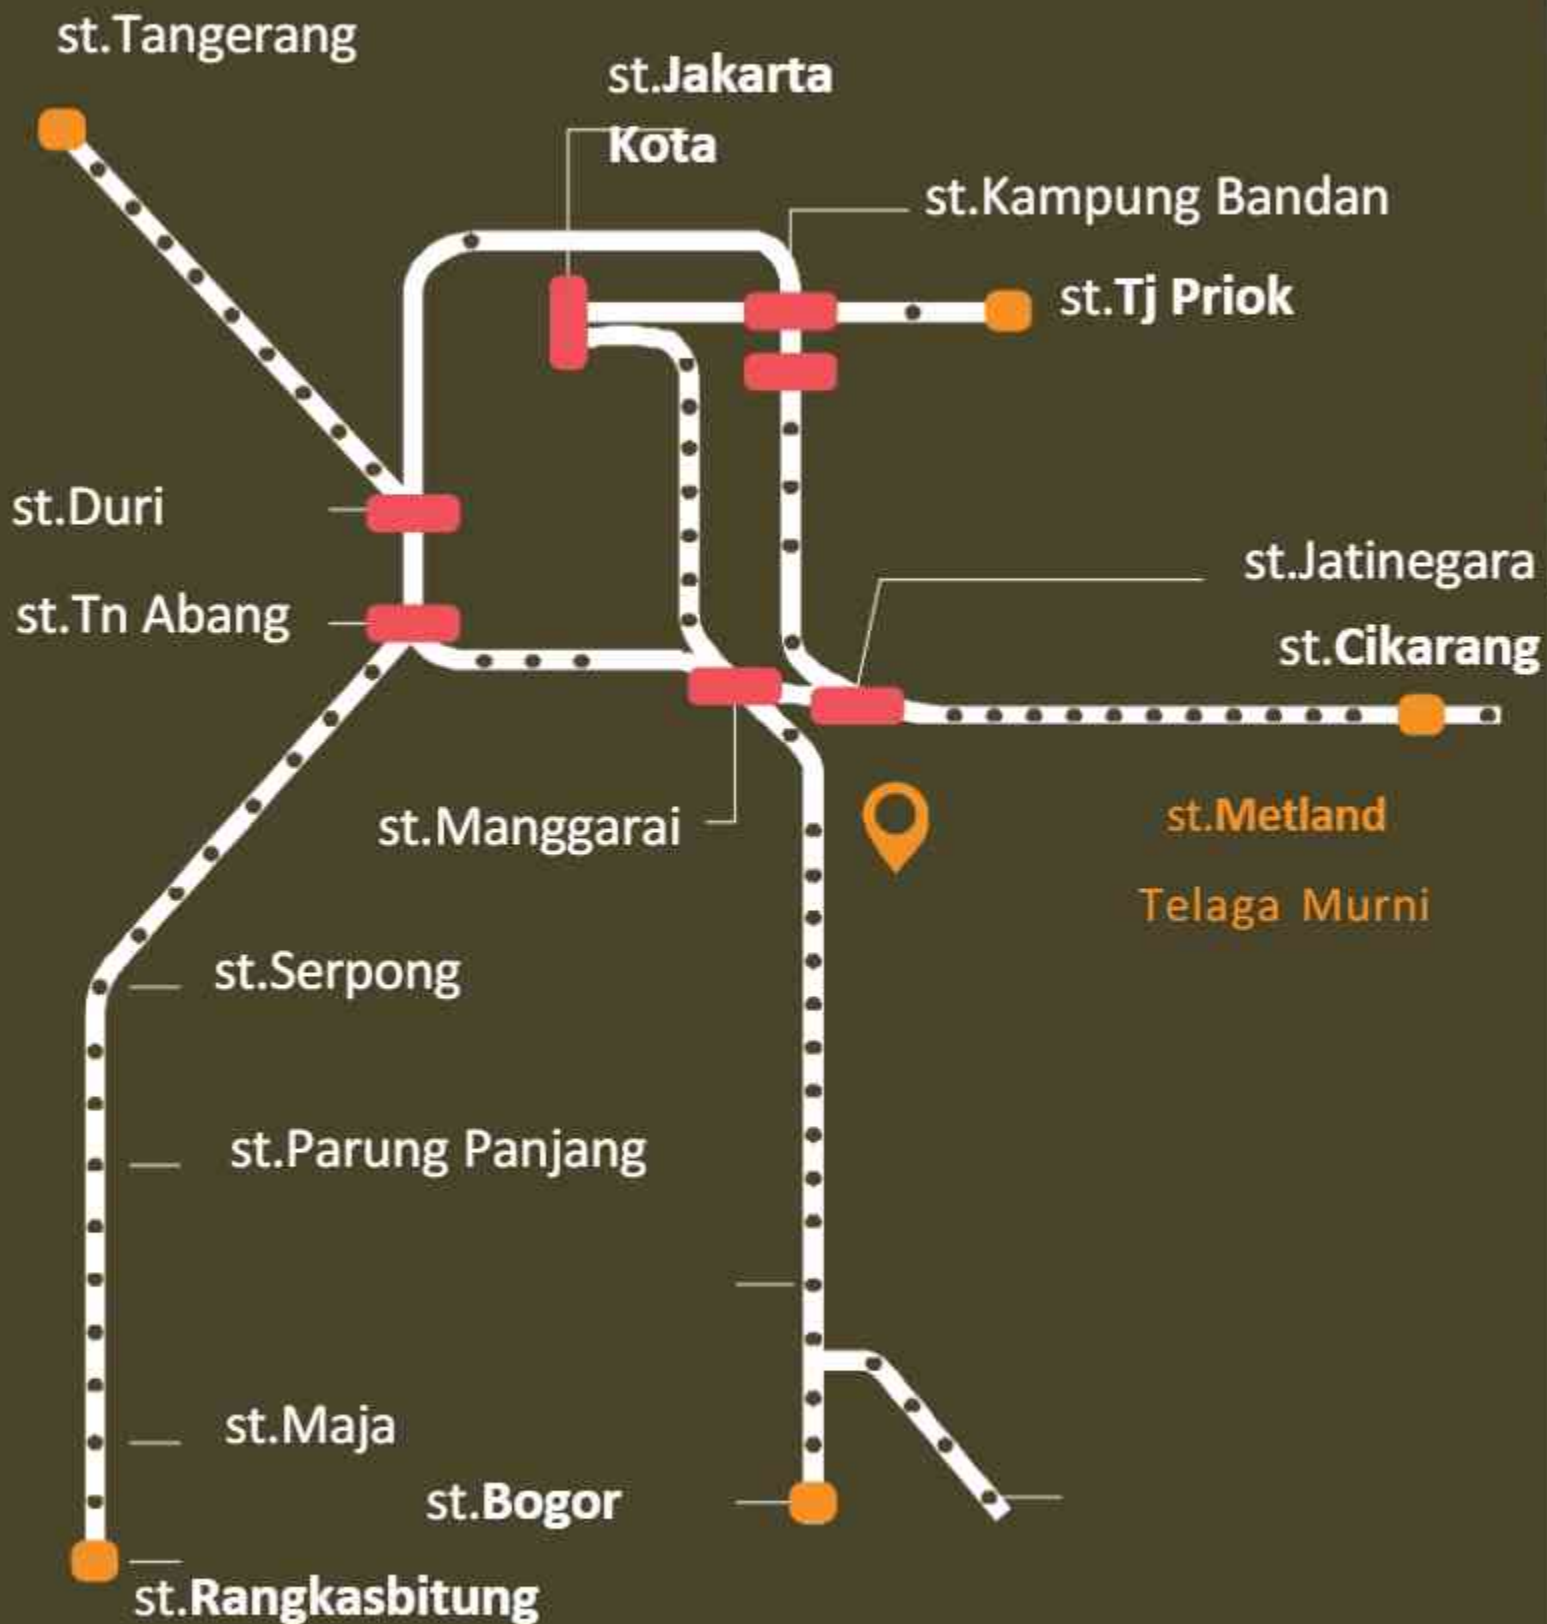 st.Tangerang
st.Jakarta
Kota
st.Kampung Bandan
st.Tj Priok
st.Duri
st.Jatinegara
st.Tn Abang
st.Cikarang
st.Manggarai
st.Metland
Telaga Murni
st.Serpong
st.Parung Panjang
st.Maja
st.Bogor
st.Rangkasbitung